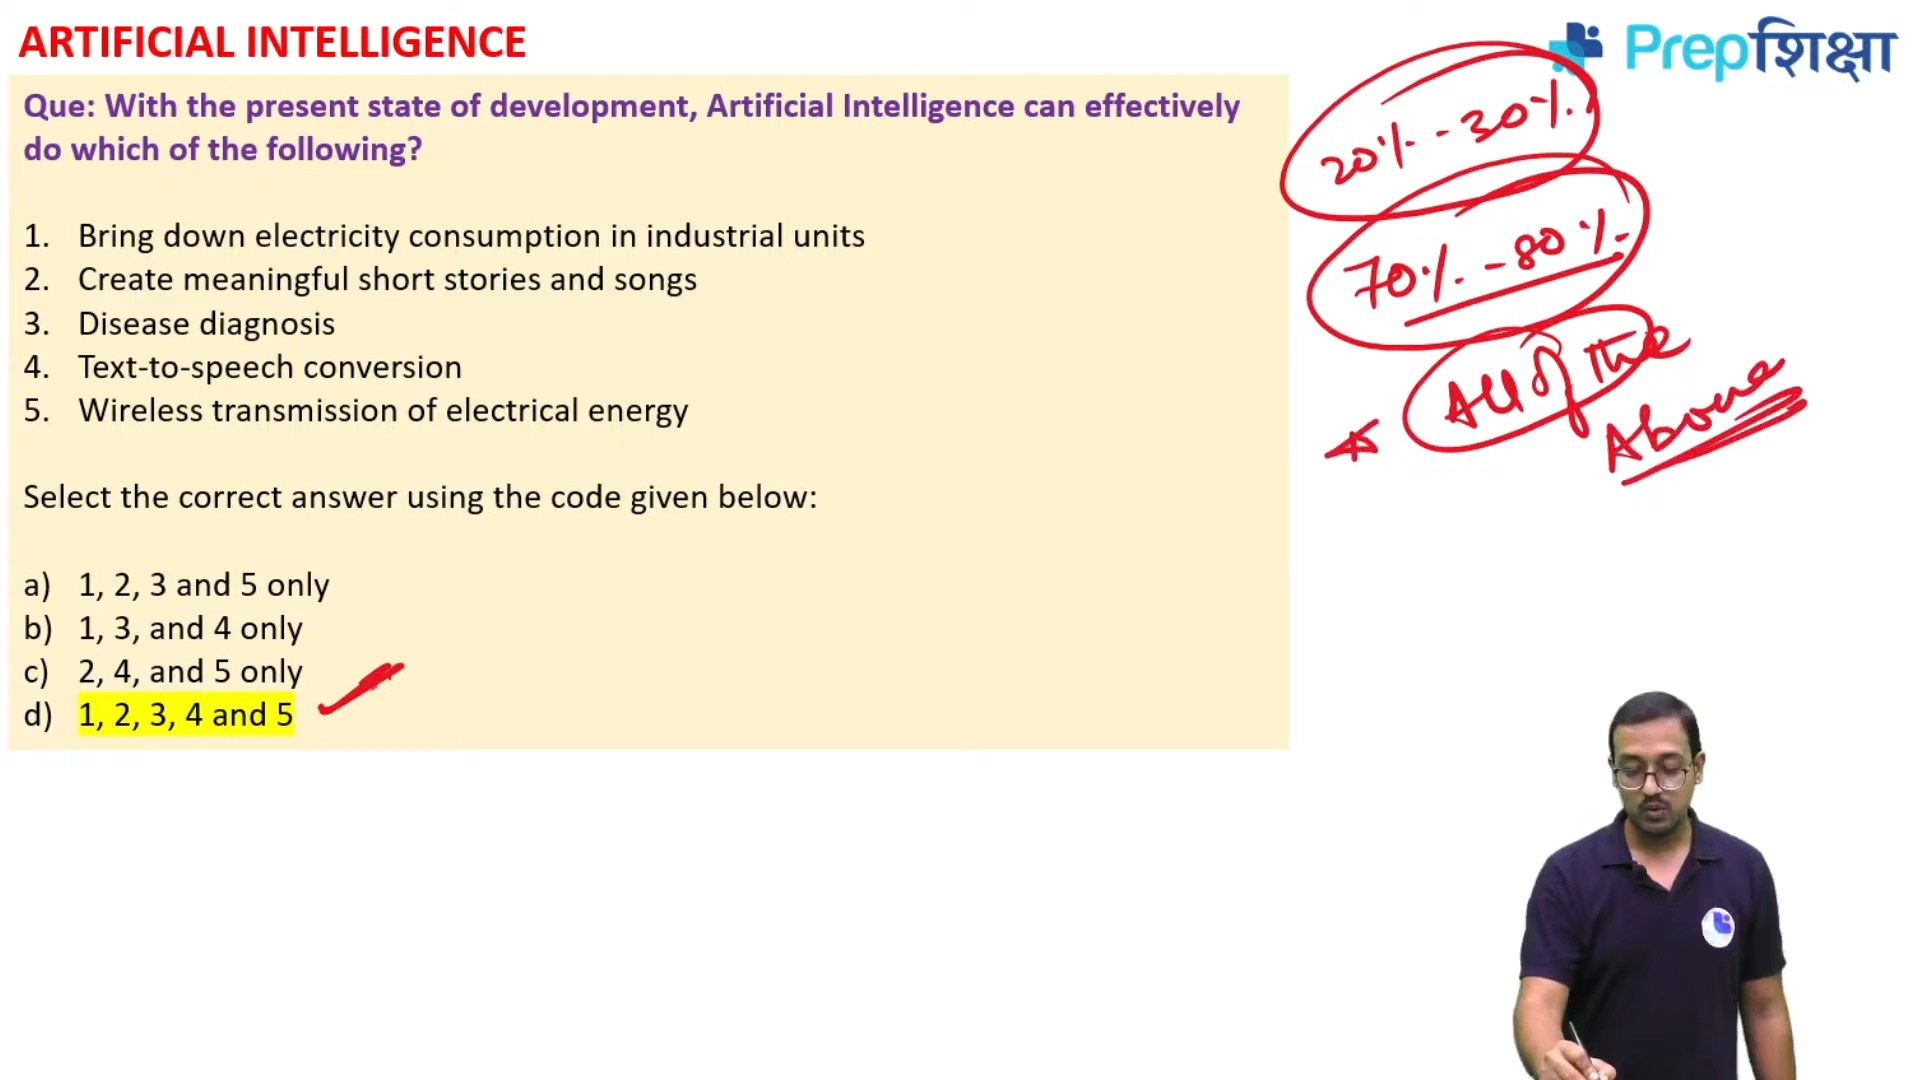 ARTIFICIAL INTELLIGENCE
Prepशिक्षा
Que: With the present state of development, Artificial Intelligence can effectively
do which of the following?
1. Bring down electricity consumption in industrial units
2. Create meaningful short stories and songs
3. Disease diagnosis
4. Text-to-speech conversion
5. Wireless transmission of electrical energy
Select the correct answer using the code given below:
a) 1, 2, 3 and 5 only
b) 1, 3, and 4 only
c) 2, 4, and 5 only
d) 1, 2, 3, 4 and 5
20% - 30%
70% - 80%
All of the
Above